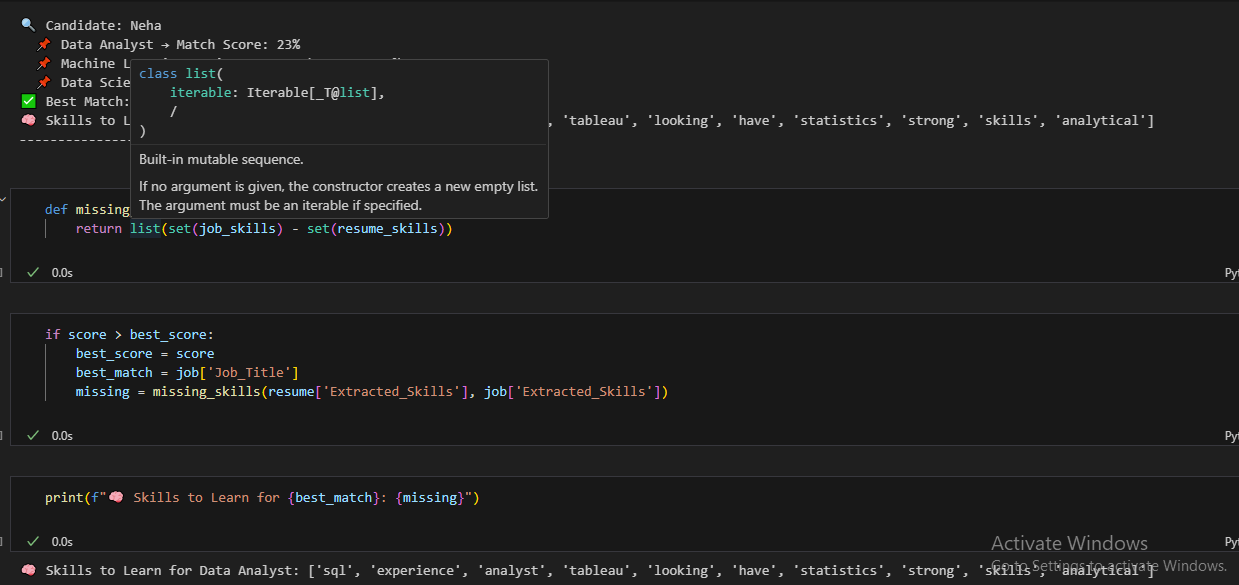 🔍 Candidate: Neha
📌 Data Analyst → Match Score: 23%
📌 Machine L
📌 Data Scie
✅ Best Match:
🧠 Skills to L , 'tableau', 'looking', 'have', 'statistics', 'strong', 'skills', 'analytical']
class list(
iterable: Iterable[_T@list],
/
)
Built-in mutable sequence.
If no argument is given, the constructor creates a new empty list.
The argument must be an iterable if specified.
def missing
return list(set(job_skills) - set(resume_skills))
✓ 0.0s
Py
if score > best_score:
best_score = score
best_match = job['Job_Title']
missing = missing_skills(resume['Extracted_Skills'], job['Extracted_Skills'])
✓ 0.0s
Py
print(f"🧠 Skills to Learn for {best_match}: {missing}")
✓ 0.0s
Py
Activate Windows
Go to Settings to activate Windows.
🧠 Skills to Learn for Data Analyst: ['sql', 'experience', 'analyst', 'tableau', 'looking', 'have', 'statistics', 'strong', 'skills', 'analytical']